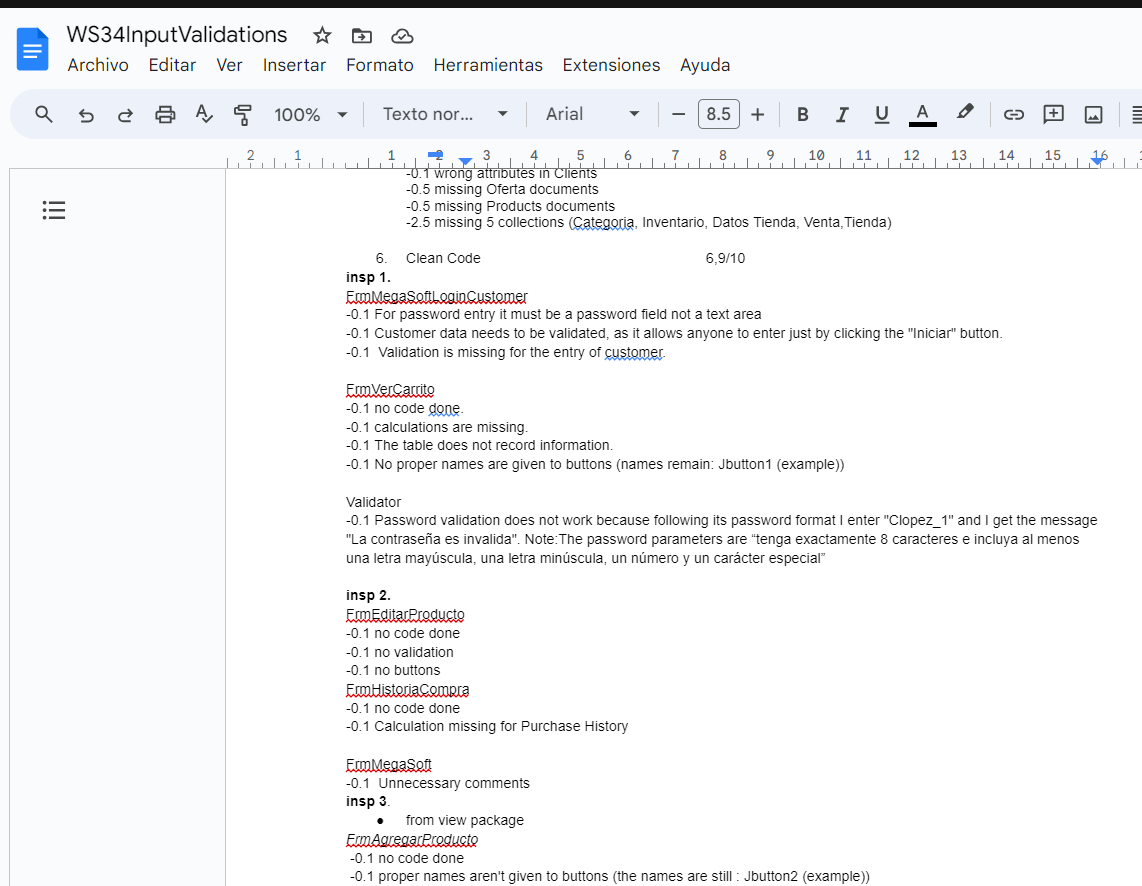 WS34InputValidations
Archivo Editar Ver Insertar Formato Herramientas Extensiones Ayuda
100% Texto nor... Arial 8.5 B I U A
2 1 1 2 3 4 5 6 7 8 9 10 11 12 13 14 15 16
-0.1 wrong attributes in Clients
-0.5 missing Oferta documents
-0.5 missing Products documents
-2.5 missing 5 collections (Categoria, Inventario, Datos Tienda, Venta,Tienda)
6. Clean Code 6,9/10
insp 1.
FrmMegaSoftLoginCustomer
-0.1 For password entry it must be a password field not a text area
-0.1 Customer data needs to be validated, as it allows anyone to enter just by clicking the "Iniciar" button.
-0.1  Validation is missing for the entry of customer.
FrmVerCarrito
-0.1 no code done.
-0.1 calculations are missing.
-0.1 The table does not record information.
-0.1 No proper names are given to buttons (names remain: Jbutton1 (example))
Validator
-0.1 Password validation does not work because following its password format I enter "Clopez_1" and I get the message
"La contraseña es invalida". Note:The password parameters are “tenga exactamente 8 caracteres e incluya al menos
una letra mayúscula, una letra minúscula, un número y un carácter especial”
insp 2.
FrmEditarProducto
-0.1 no code done
-0.1 no validation
-0.1 no buttons
FrmHistoriaCompra
-0.1 no code done
-0.1 Calculation missing for Purchase History
FrmMegaSoft
-0.1  Unnecessary comments
insp 3.
● from view package
FrmAgregarProducto
-0.1 no code done
-0.1 proper names aren't given to buttons (the names are still : Jbutton2 (example))